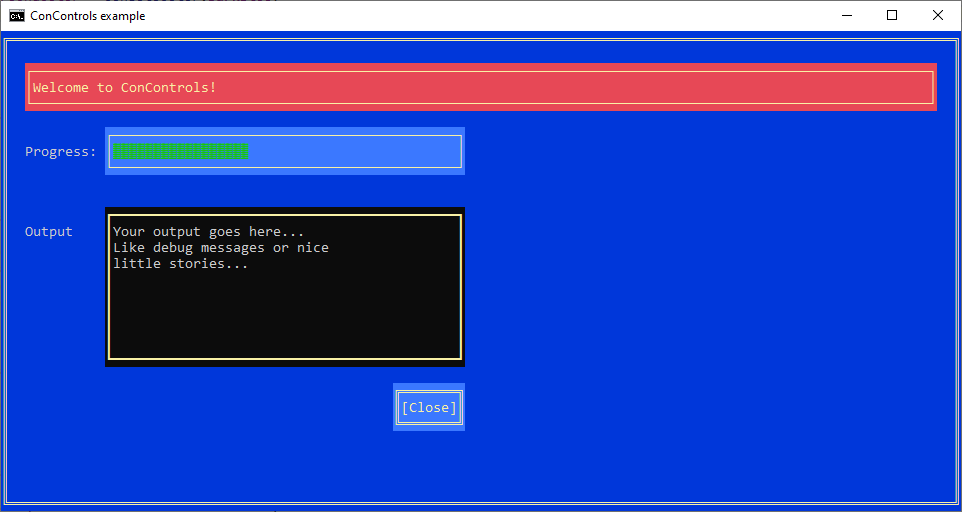 ConControls example
Welcome to ConControls!
Progress:
Output
Your output goes here...
Like debug messages or nice
little stories...
[Close]